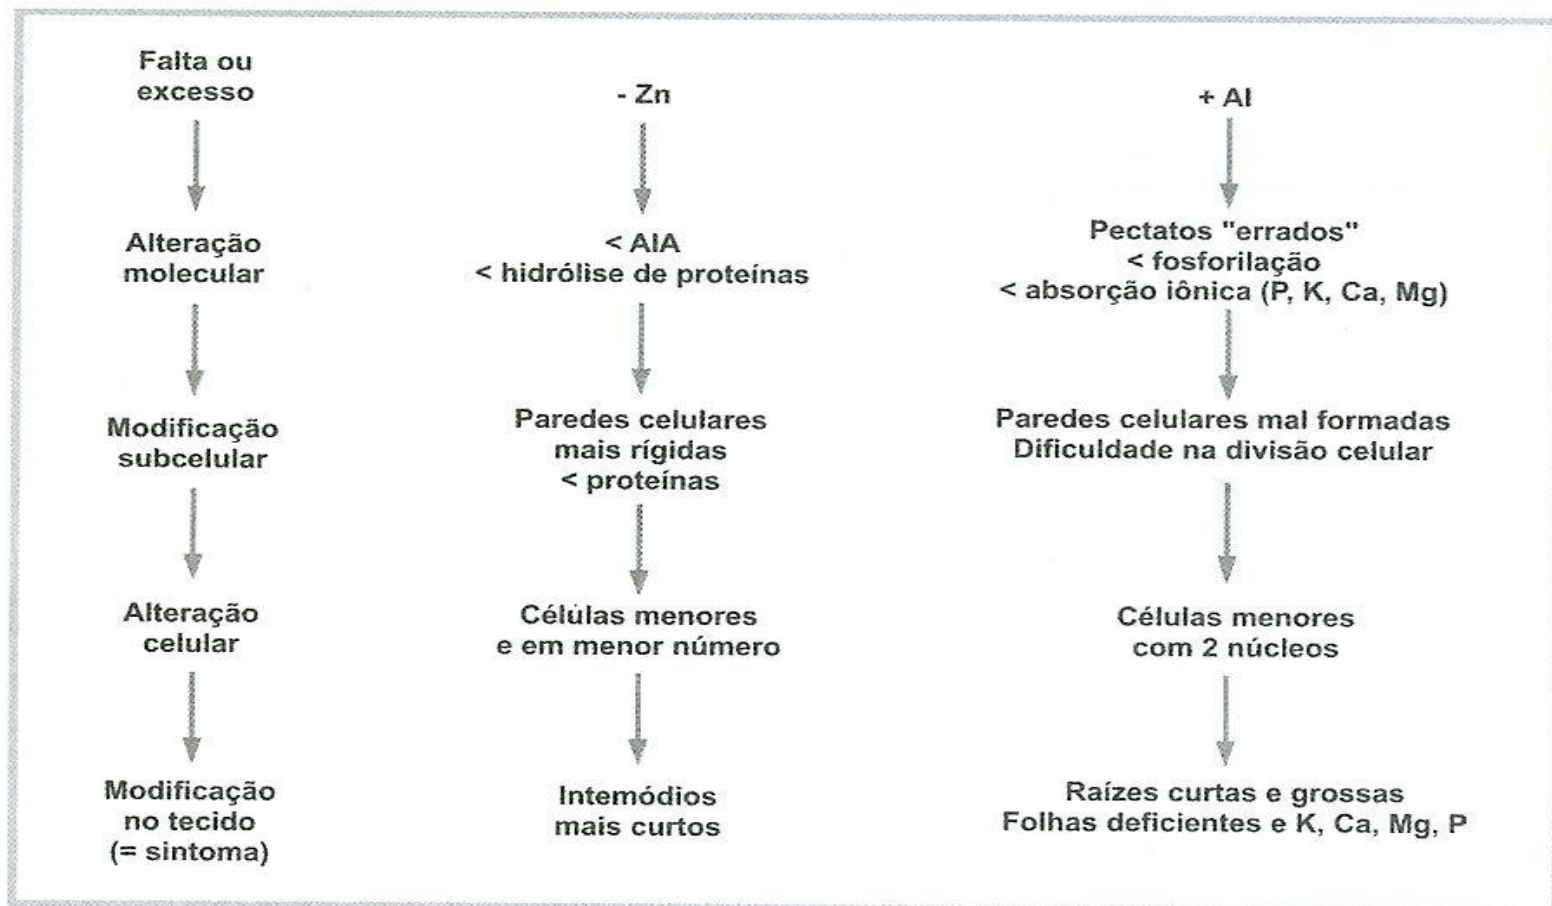 Falta ou
excesso
- Zn
+ Al
Alteração
molecular
< AIA
< hidrólise de proteínas
Pectatos "errados"
< fosforilação
< absorção iônica (P, K, Ca, Mg)
Modificação
subcelular
Paredes celulares
mais rígidas
< proteínas
Paredes celulares mal formadas
Dificuldade na divisão celular
Alteração
celular
Células menores
e em menor número
Células menores
com 2 núcleos
Modificação
no tecido
(= sintoma)
Intemódios
mais curtos
Raízes curtas e grossas
Folhas deficientes e K, Ca, Mg, P